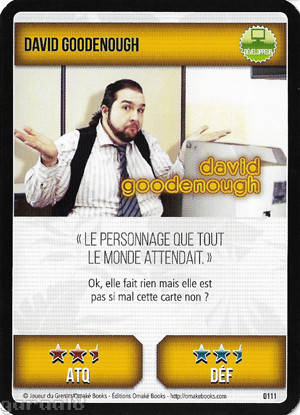 DAVID GOODENOUGH
DÉVELOPPEUR
david
goodenough
« LE PERSONNAGE QUE TOUT
LE MONDE ATTENDAIT. »
Ok, elle fait rien mais elle est
pas si mal cette carte non ?
ATQ
DÉF
© Joueur du Grenier/Omaké Books - Éditions Omaké Books - http://omakebooks.com/
0111